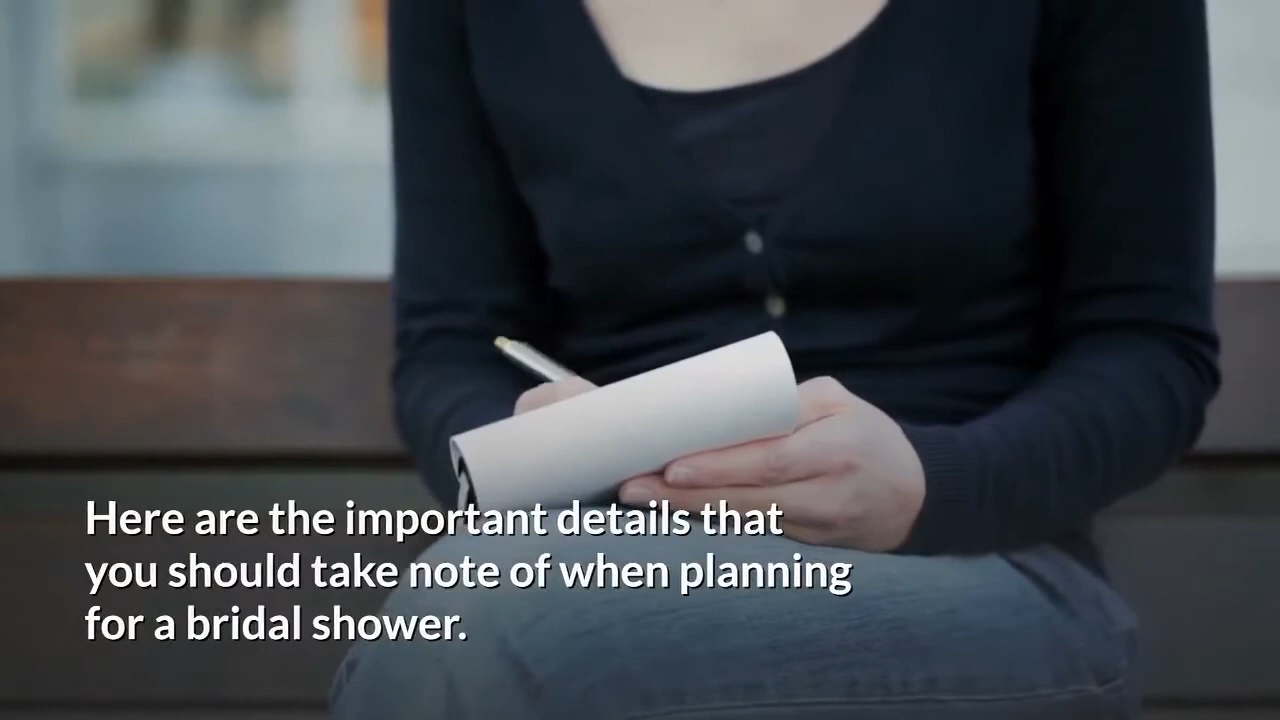 Here are the important details that
you should take note of when planning
for a bridal shower.